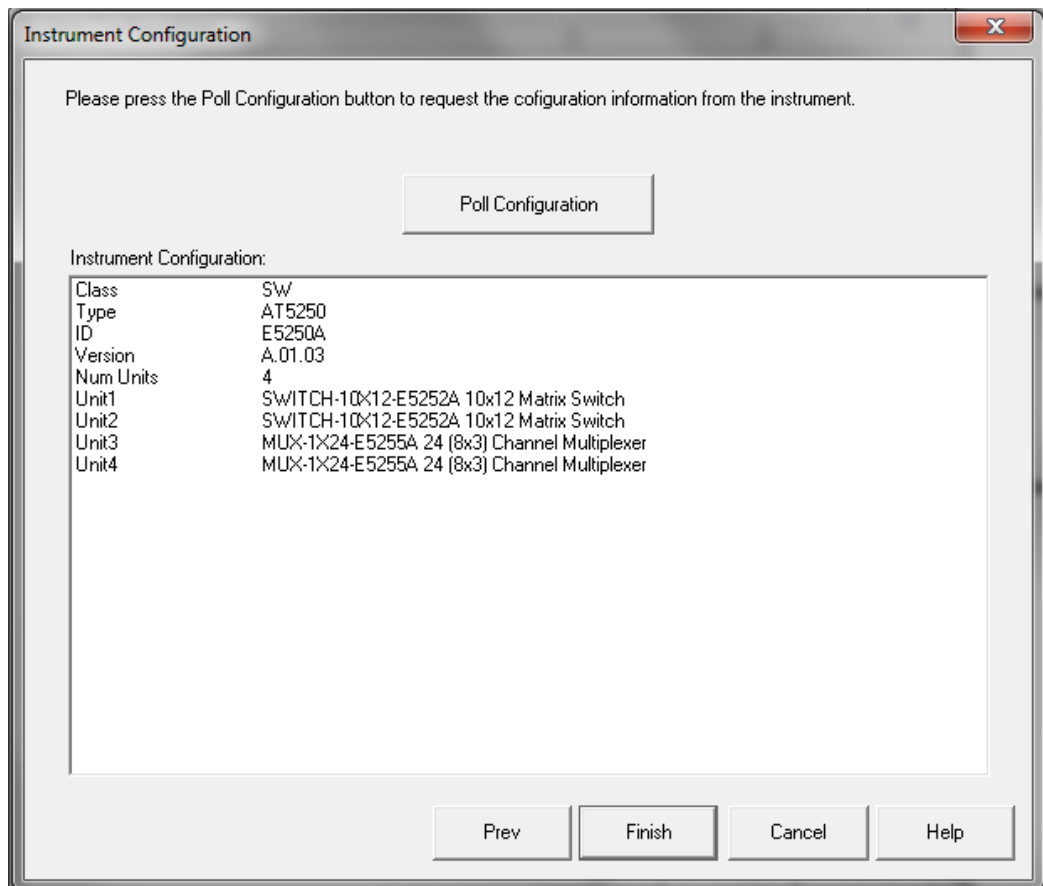 Instrument Configuration
Please press the Poll Configuration button to request the cofiguration information from the instrument.
Poll Configuration
Instrument Configuration:
Class SW
Type AT5250
ID E5250A
Version A.01.03
Num Units 4
Unit1 SWITCH-10X12-E5252A 10x12 Matrix Switch
Unit2 SWITCH-10X12-E5252A 10x12 Matrix Switch
Unit3 MUX-1X24-E5255A 24 (8x3) Channel Multiplexer
Unit4 MUX-1X24-E5255A 24 (8x3) Channel Multiplexer
Prev Finish Cancel Help